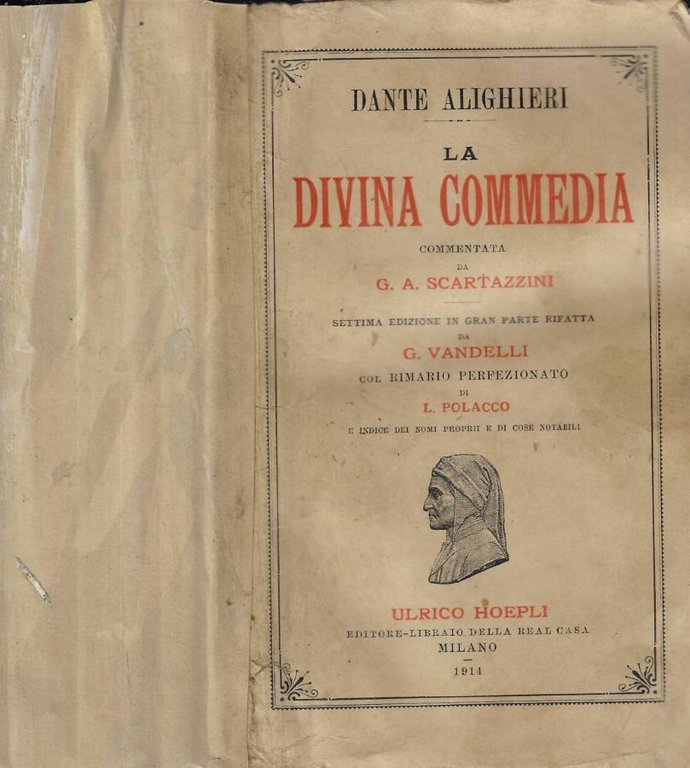 DANTE ALIGHIERI
LA
DIVINA COMMEDIA
COMMENTATA
DA
G. A. SCARTAZZINI
SETTIMA EDIZIONE IN GRAN PARTE RIFATTA
DA
G. VANDELLI
COL RIMARIO PERFEZIONATO
DI
L. POLACCO
E INDICE DEI NOMI PROPRII E DI COSE NOTABILI
ULRICO HOEPLI
EDITORE-LIBRAIO DELLA REAL CASA
MILANO
1914